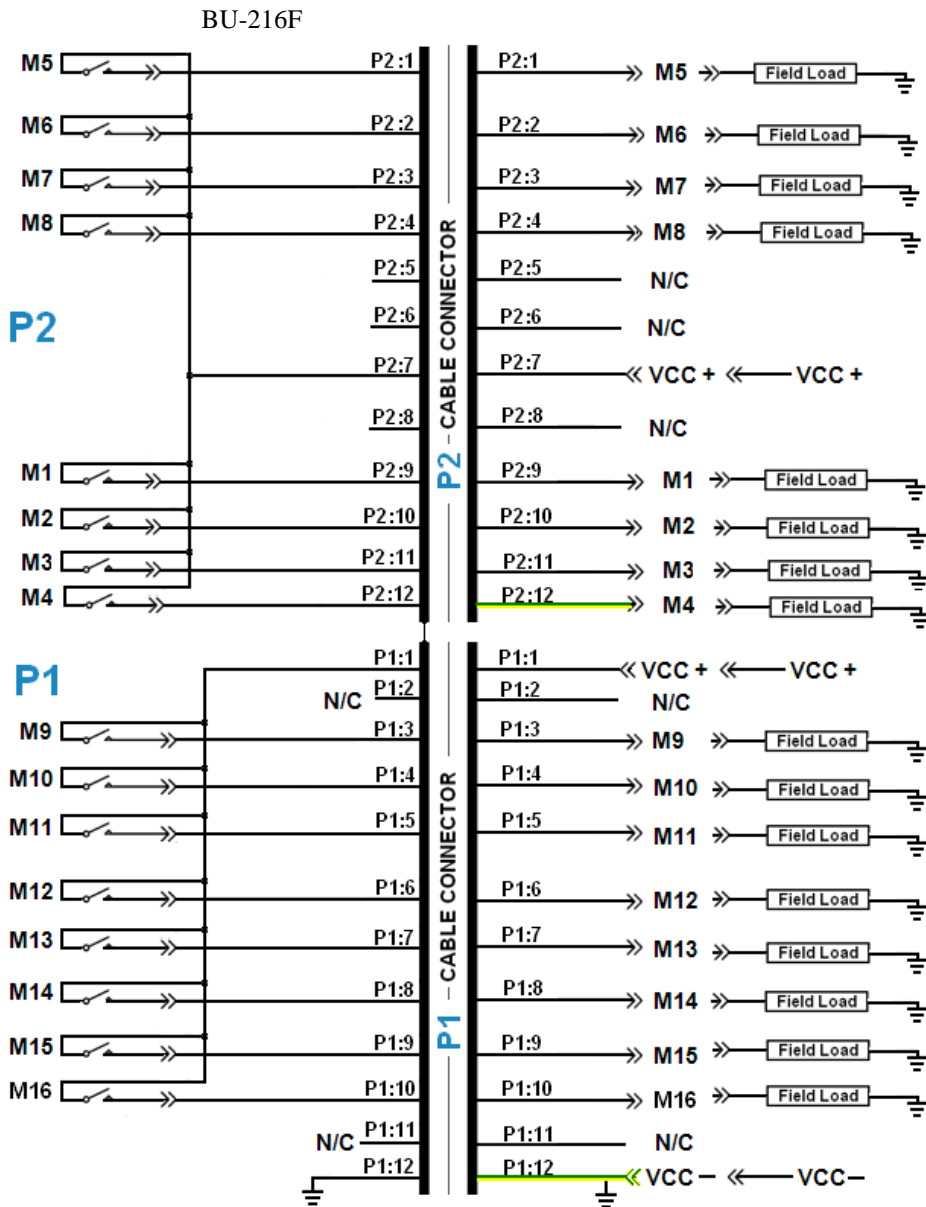 BU-216F
M5 P2:1 P2:1 M5 Field Load
M6 P2:2 P2:2 M6 Field Load
M7 P2:3 P2:3 M7 Field Load
M8 P2:4 P2:4 M8 Field Load
P2:5 P2:5 N/C
P2
P2:6 P2:6 N/C
P2:7 P2:7 VCC + VCC +
P2:8 P2:8 N/C
P2 – CABLE CONNECTOR
M1 P2:9 P2:9 M1 Field Load
M2 P2:10 P2:10 M2 Field Load
M3 P2:11 P2:11 M3 Field Load
M4 P2:12 P2:12 M4 Field Load
P1
P1:1 P1:1 VCC + VCC +
N/C P1:2 P1:2 N/C
M9 P1:3 P1:3 M9 Field Load
M10 P1:4 P1:4 M10 Field Load
M11 P1:5 P1:5 M11 Field Load
M12 P1:6 P1:6 M12 Field Load
M13 P1:7 P1:7 M13 Field Load
M14 P1:8 P1:8 M14 Field Load
P1 – CABLE CONNECTOR
M15 P1:9 P1:9 M15 Field Load
M16 P1:10 P1:10 M16 Field Load
N/C P1:11 P1:11 N/C
P1:12 P1:12 VCC – VCC –